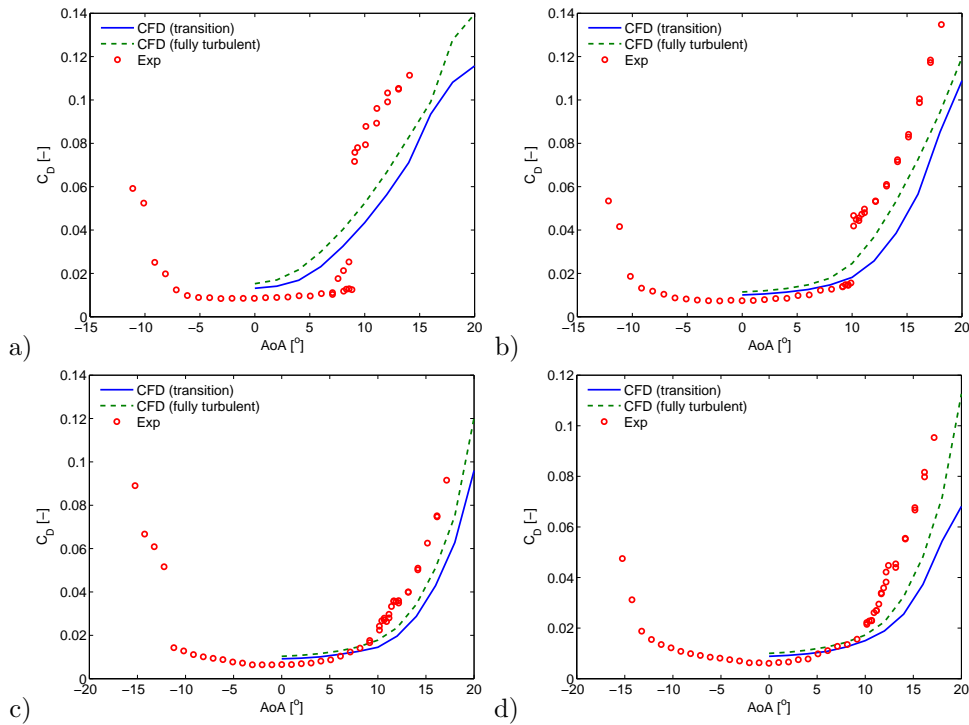 0.14
0.12
0.1
0.08
0.06
0.04
0.02
0
C_D [-]
CFD (transition)
CFD (fully turbulent)
Exp
−15 −10 −5 0 5 10 15 20
AoA [°]
a)
0.14
0.12
0.1
0.08
0.06
0.04
0.02
0
C_D [-]
CFD (transition)
CFD (fully turbulent)
Exp
−15 −10 −5 0 5 10 15 20
AoA [°]
b)
0.14
0.12
0.1
0.08
0.06
0.04
0.02
0
C_D [-]
CFD (transition)
CFD (fully turbulent)
Exp
−20 −15 −10 −5 0 5 10 15 20
AoA [°]
c)
0.12
0.1
0.08
0.06
0.04
0.02
0
C_D [-]
CFD (transition)
CFD (fully turbulent)
Exp
−20 −15 −10 −5 0 5 10 15 20
AoA [°]
d)